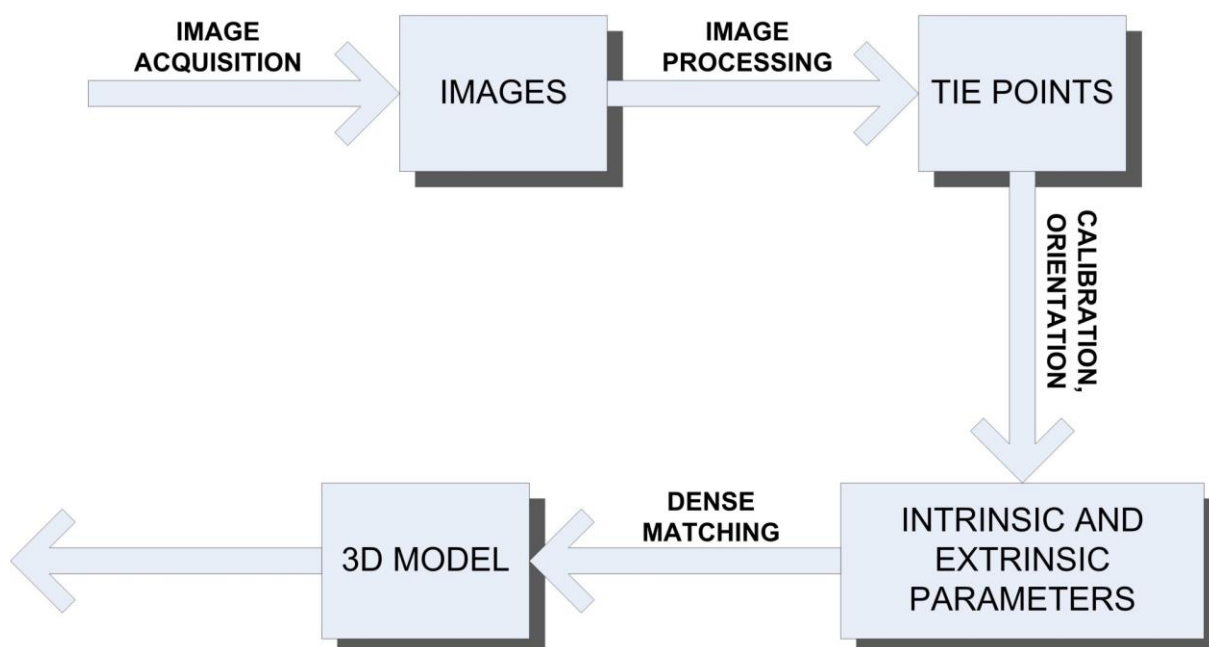 IMAGE
ACQUISITION
IMAGES
IMAGE
PROCESSING
TIE POINTS
CALIBRATION,
ORIENTATION
INTRINSIC AND
EXTRINSIC
PARAMETERS
DENSE
MATCHING
3D MODEL